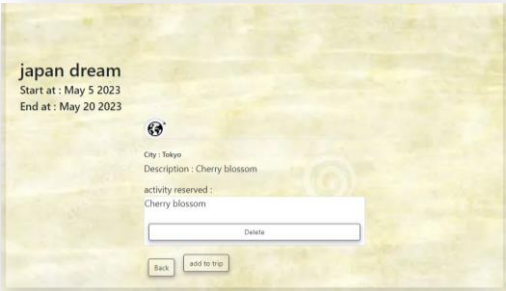 japan dream
Start at : May 5 2023
End at : May 20 2023
City : Tokyo
Description : Cherry blossom
activity reserved :
Cherry blossom
Delete
Back
add to trip